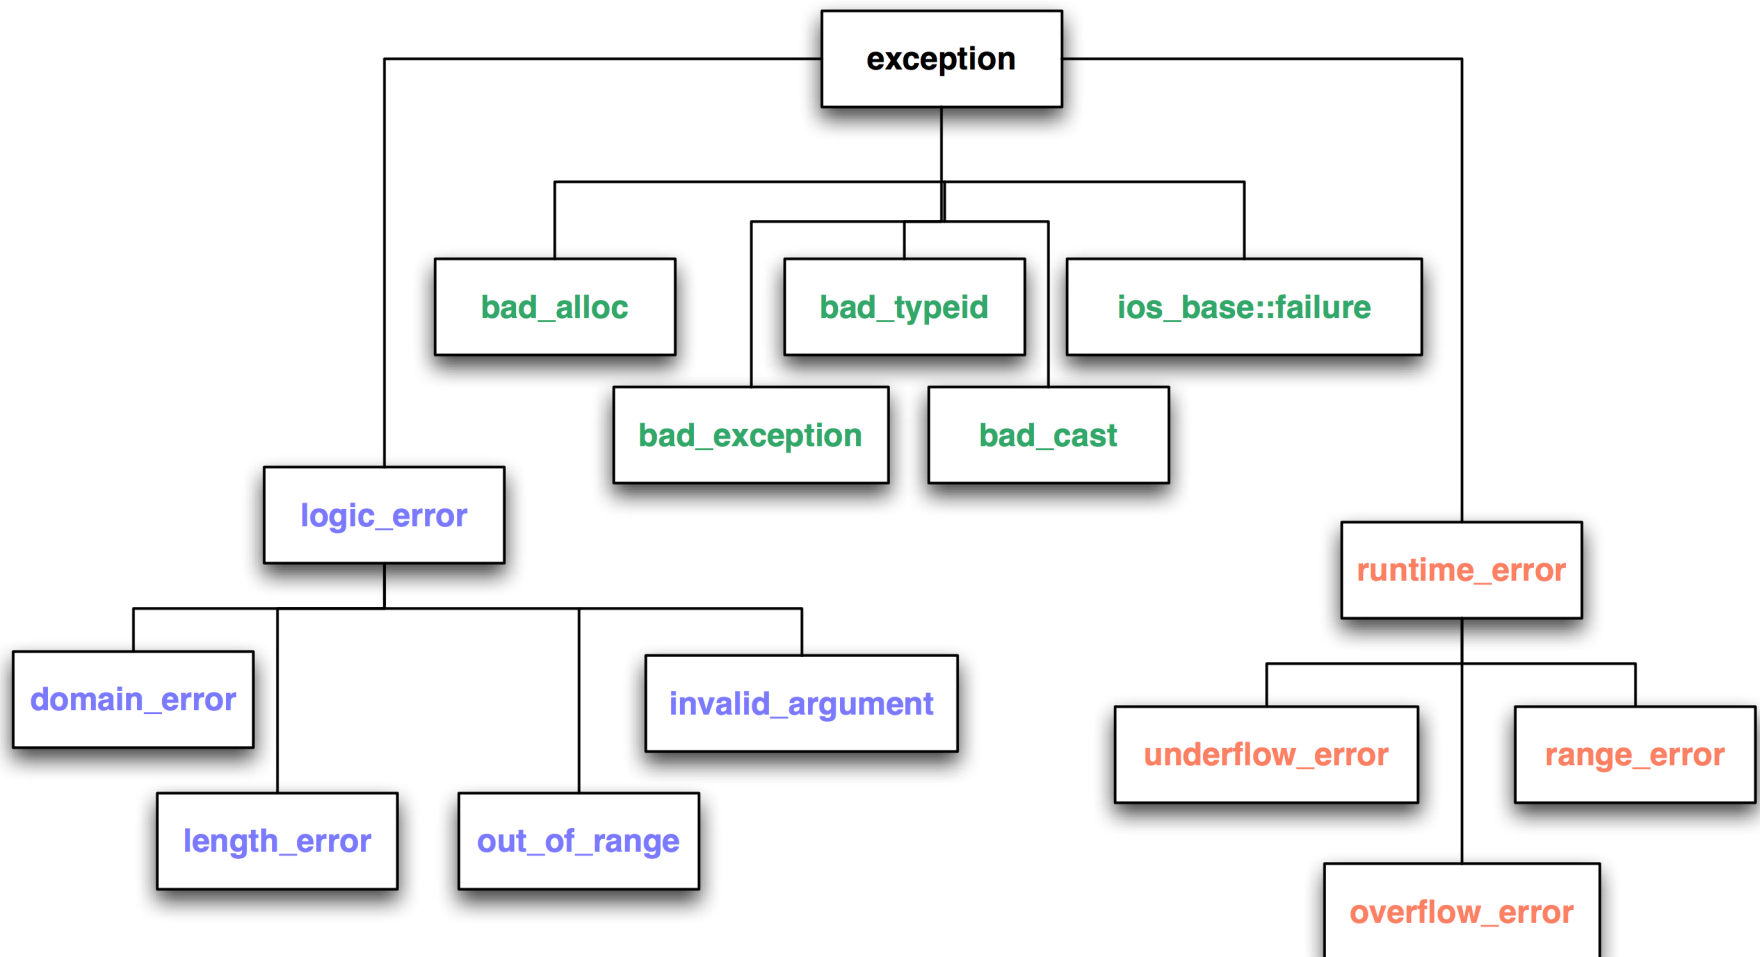 exception
bad_alloc
bad_typeid
ios_base::failure
bad_exception
bad_cast
logic_error
runtime_error
domain_error
invalid_argument
underflow_error
range_error
length_error
out_of_range
overflow_error